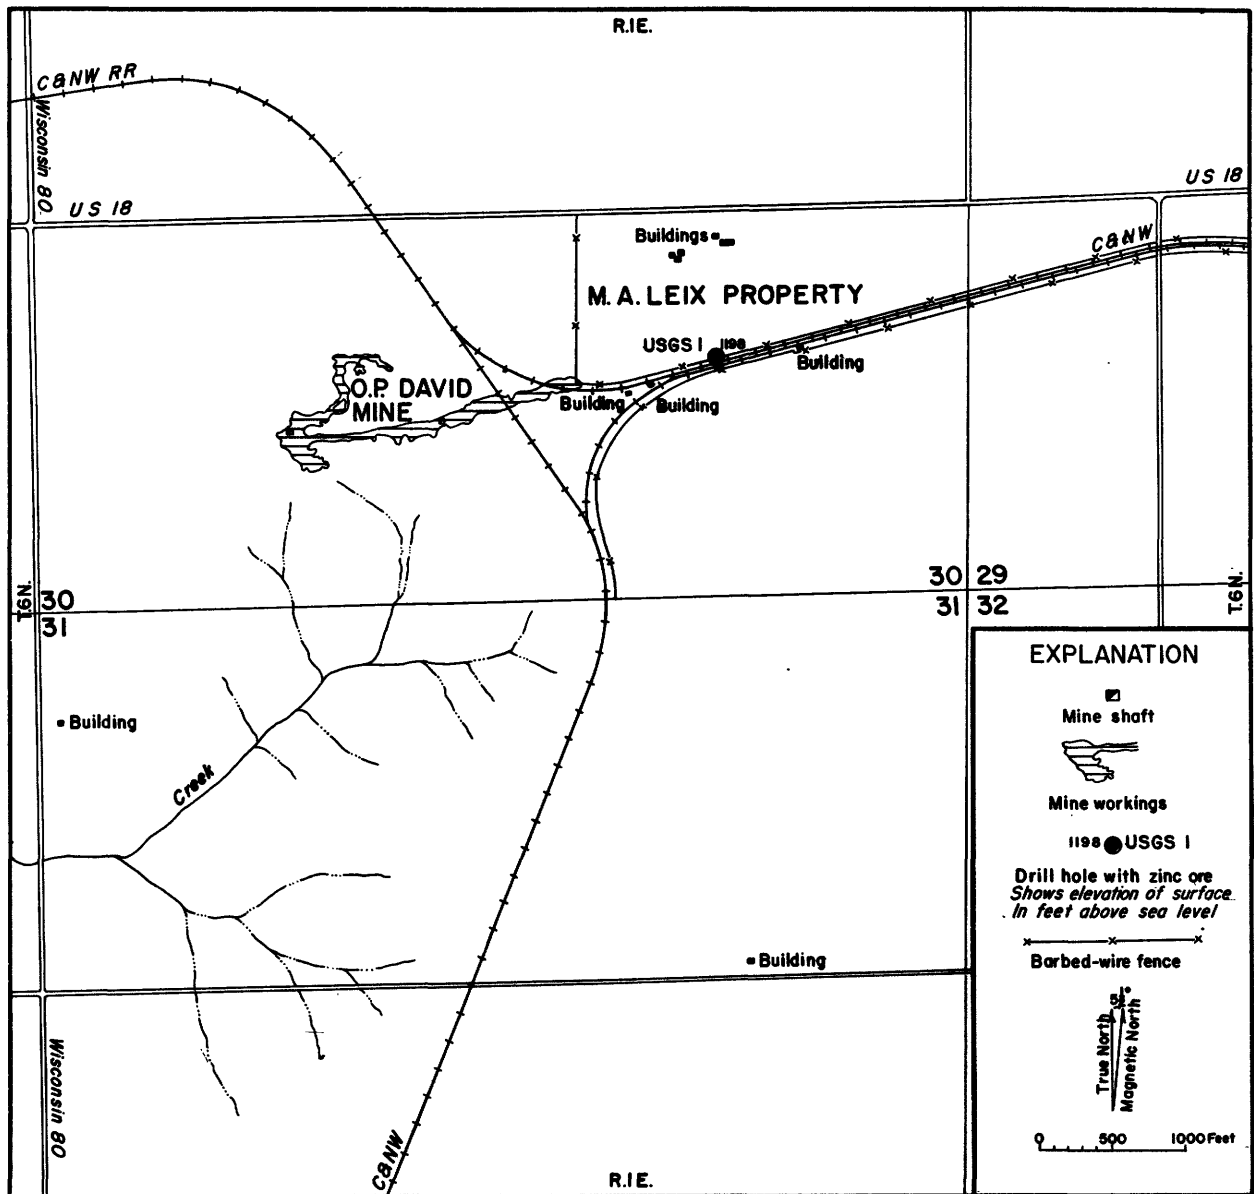 R.1E.
C&NW RR
Wisconsin 80
US 18
US 18
Buildings
C&NW
M. A. LEIX PROPERTY
USGS 1
1198
Building
O.P. DAVID
MINE
Building
Building
T.6N.
30
31
30 29
31 32
T.6N.
Building
Creek
Building
Wisconsin 80
C&NW
R.1E.
EXPLANATION
Mine shaft
Mine workings
1198 USGS 1
Drill hole with zinc ore
Shows elevation of surface
In feet above sea level
Barbed-wire fence
True North
Magnetic North
0 500 1000 Feet